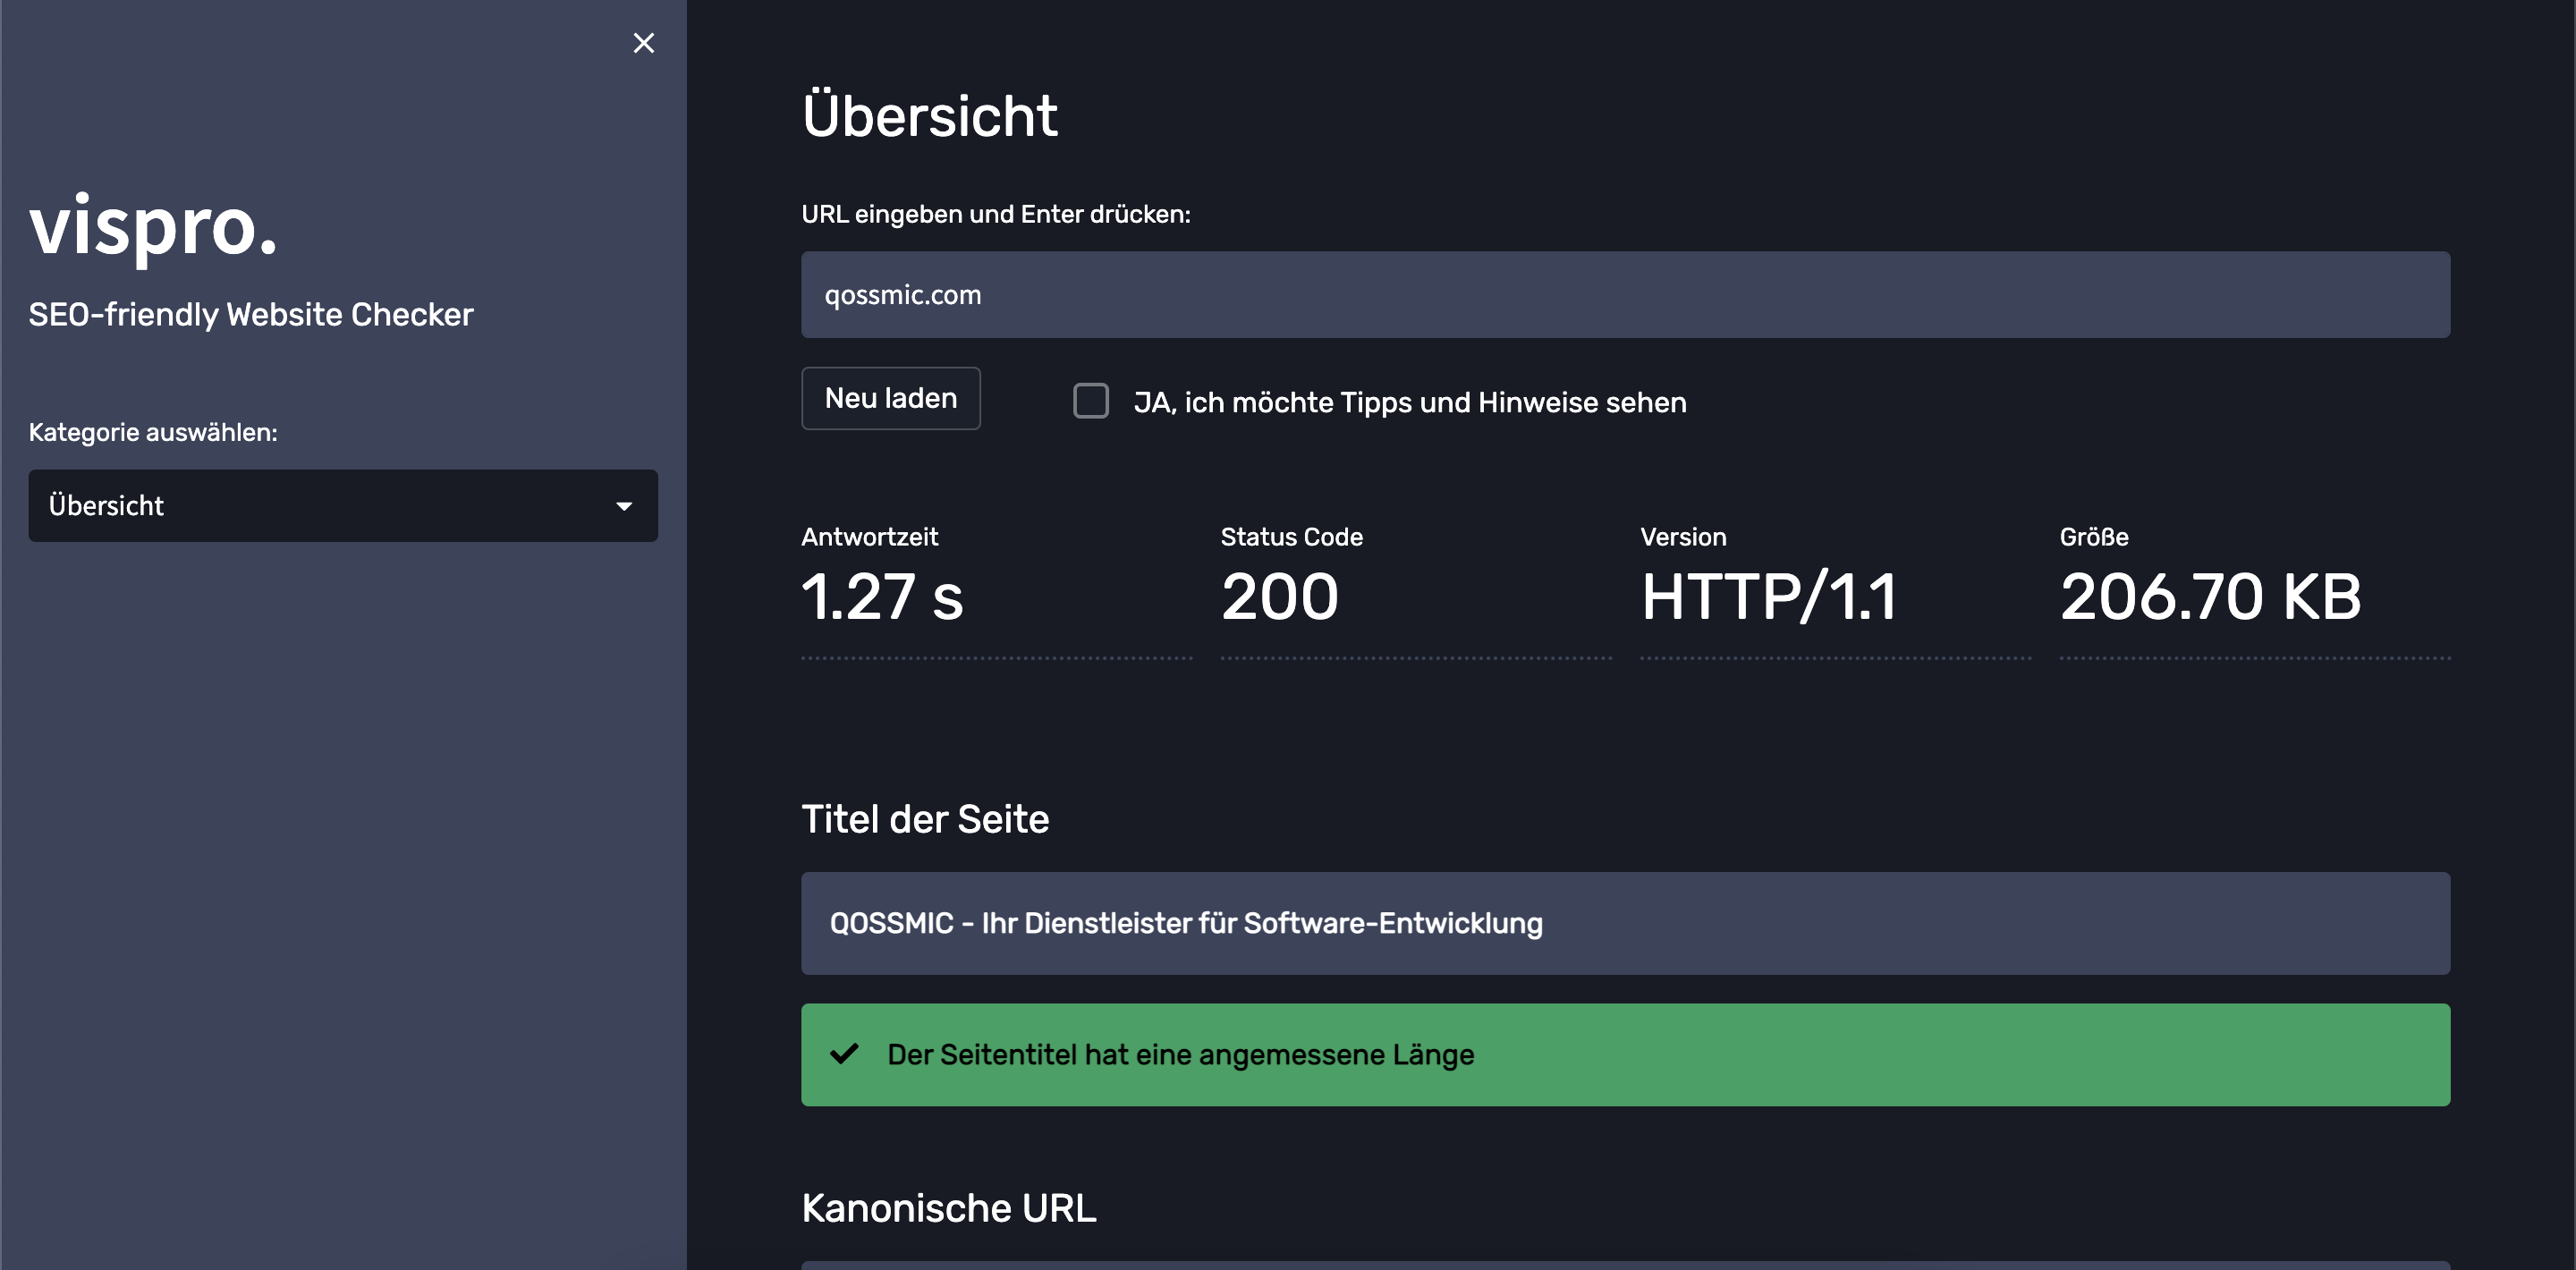 vispro.
SEO-friendly Website Checker
Kategorie auswählen:
Übersicht
Übersicht
URL eingeben und Enter drücken:
qossmic.com
Neu laden
JA, ich möchte Tipps und Hinweise sehen
Antwortzeit
1.27 s
Status Code
200
Version
HTTP/1.1
Größe
206.70 KB
Titel der Seite
QOSSMIC - Ihr Dienstleister für Software-Entwicklung
Der Seitentitel hat eine angemessene Länge
Kanonische URL